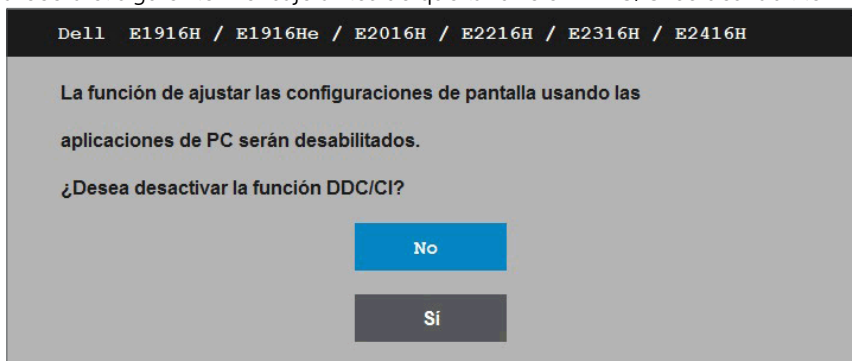 Dell E1916H / E1916He / E2016H / E2216H / E2316H / E2416H
La función de ajustar las configuraciones de pantalla usando las
aplicaciones de PC serán desabilitados.
¿Desea desactivar la función DDC/CI?
No
Sí